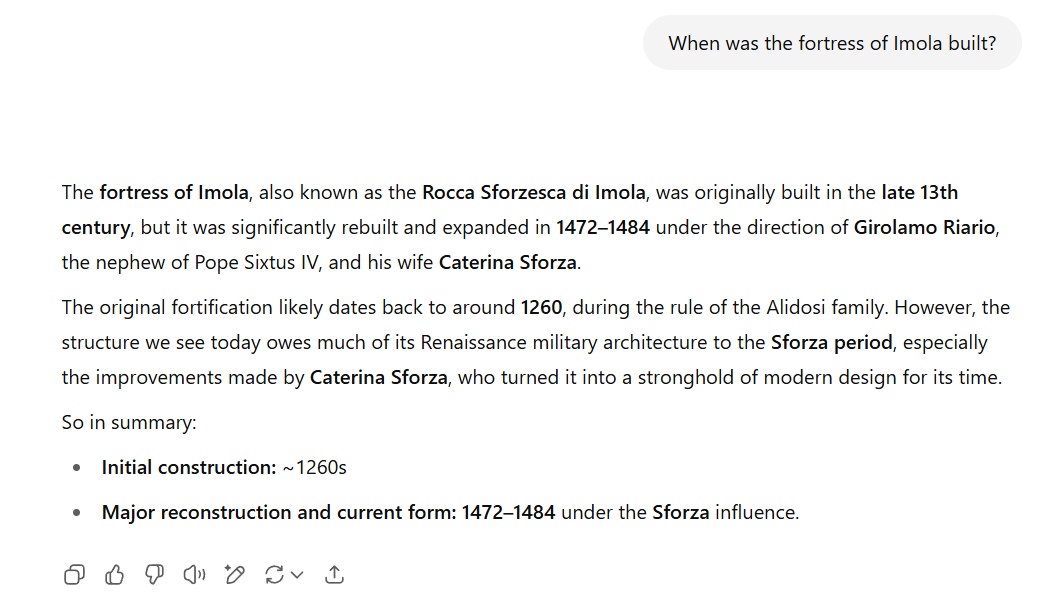 When was the fortress of Imola built?
The fortress of Imola, also known as the Rocca Sforzesca di Imola, was originally built in the late 13th
century, but it was significantly rebuilt and expanded in 1472–1484 under the direction of Girolamo Riario,
the nephew of Pope Sixtus IV, and his wife Caterina Sforza.
The original fortification likely dates back to around 1260, during the rule of the Alidosi family. However, the
structure we see today owes much of its Renaissance military architecture to the Sforza period, especially
the improvements made by Caterina Sforza, who turned it into a stronghold of modern design for its time.
So in summary:
• Initial construction: ~1260s
• Major reconstruction and current form: 1472–1484 under the Sforza influence.